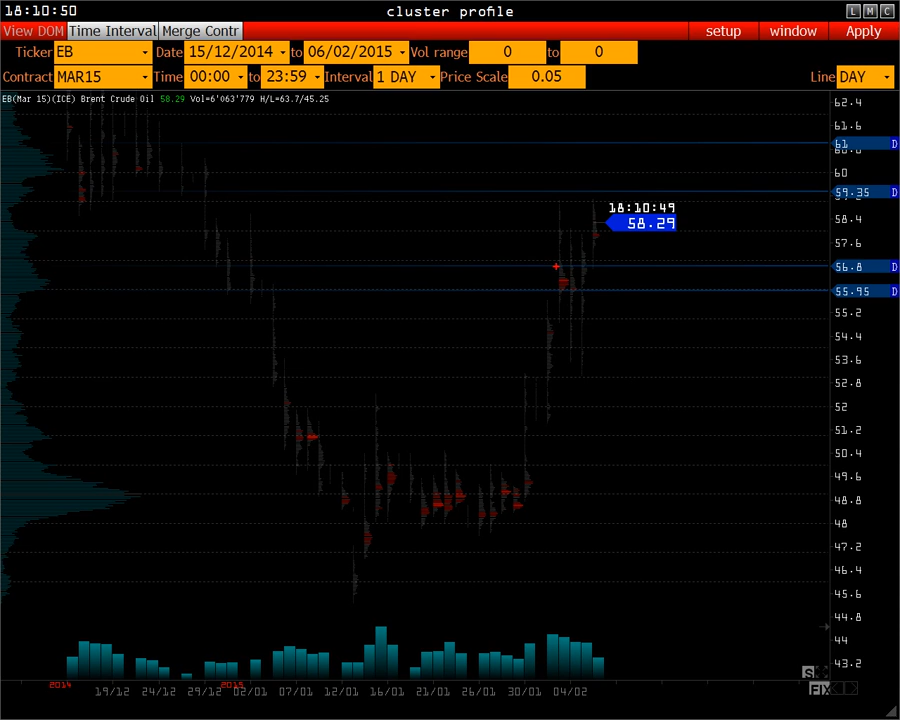 18:10:50 cluster profile L M C
View DOM Time Interval Merge Contr setup window Apply
Ticker EB Date 15/12/2014 to 06/02/2015 Vol range 0 to 0
Contract MAR15 Time 00:00 to 23:59 Interval 1 DAY Price Scale 0.05 Line DAY
EB(Mar 15)(ICE) Brent Crude Oil 58.29 Vol=6'063'779 H/L=63.7/45.25
62.4
61.6
61 D
60.8
60
59.35 D
18:10:49
58.4
58.29
57.6
56.8 D
55.95 D
55.2
54.4
53.6
52.8
52
51.2
50.4
49.6
48.8
48
47.2
46.4
45.6
44.8
44
43.2
S
2014 2015
19/12 24/12 29/12 02/01 07/01 12/01 16/01 21/01 26/01 30/01 04/02
FIX